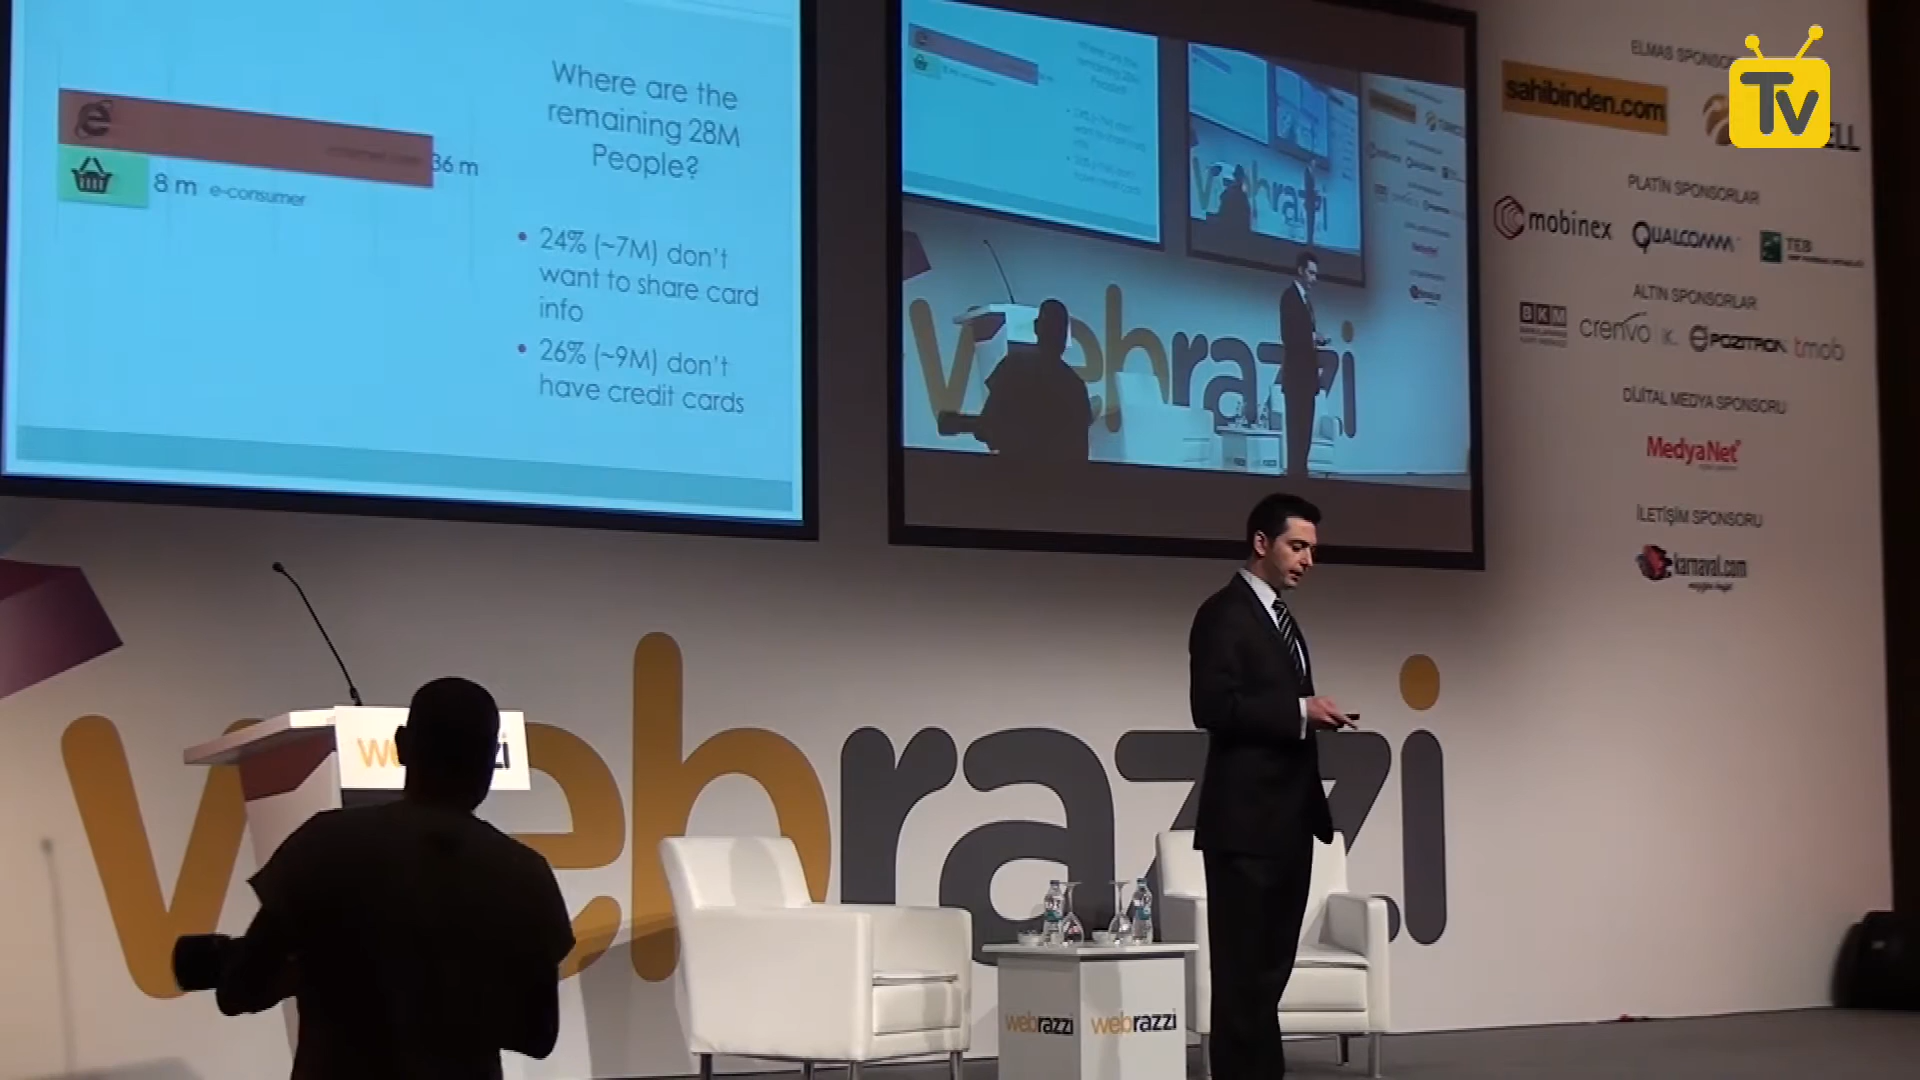 Where are the
remaining 28M
People?
36 m
8 m e-consumer
• 24% (~7M) don't
want to share card
info
• 26% (~9M) don't
have credit cards
webrazzi
webrazzi
webrazzi
webrazzi
Tv
ELMAS SPONSO
sahibinden.com
ELL
PLATİN SPONSORLAR
mobinex
QUALCOMM
TEB
ALTIN SPONSORLAR
BKM
crenvo
POZITRON
tmob
DİJİTAL MEDYA SPONSORU
MedyaNet
İLETİŞİM SPONSORU
karnaval.com